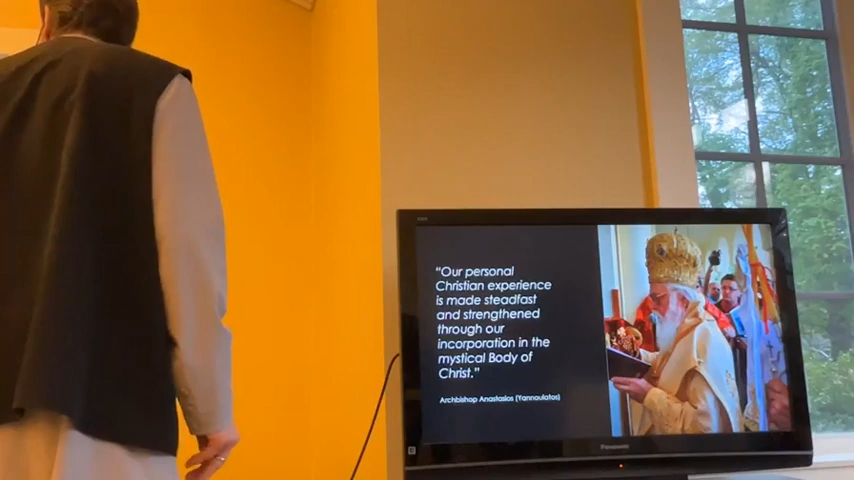 "Our personal
Christian experience
is made steadfast
and strengthened
through our
incorporation in the
mystical Body of
Christ."
Archbishop Anastasios (Yannoulatos)
Panasonic